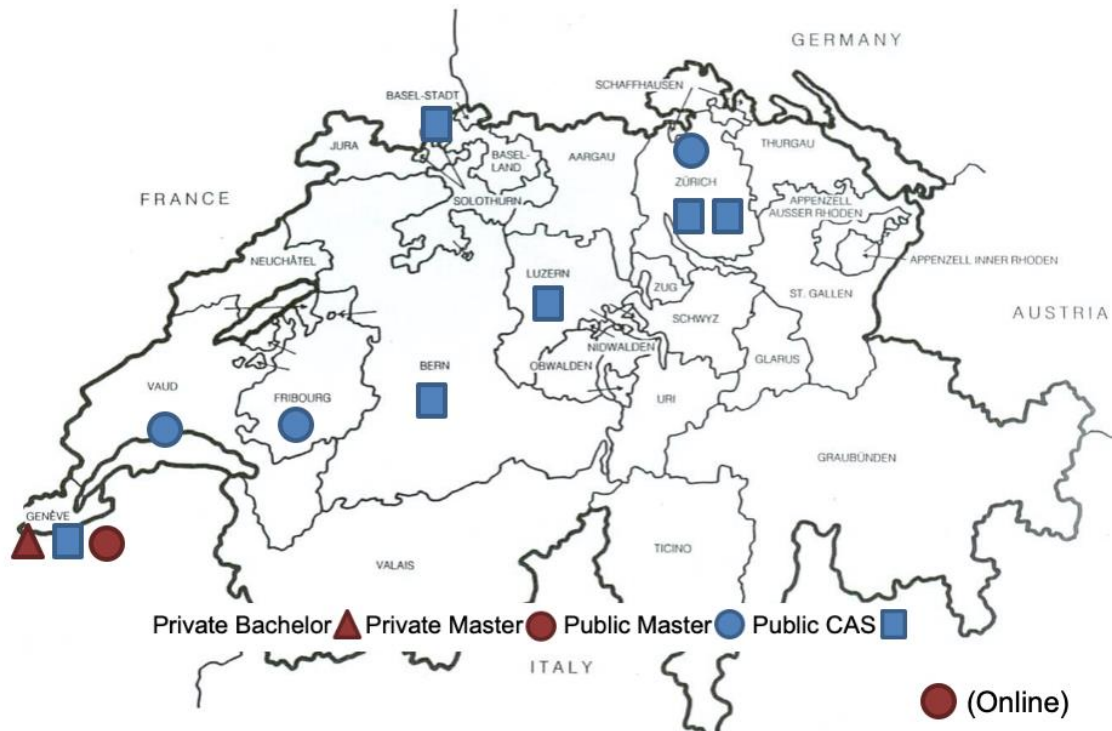 GERMANY
SCHAFFHAUSEN
BASEL-STADT
JURA
BASEL-
LAND
AARGAU
THURGAU
FRANCE
ZÜRICH
SOLOTHURN
APPENZELL
AUSSER RHODEN
NEUCHÂTEL
APPENZELL INNER RHODEN
LUZERN
ZUG
ST. GALLEN
AUSTRIA
SCHWYZ
NIDWALDEN
OBWALDEN
GLARUS
BERN
VAUD
FRIBOURG
URI
GRAUBÜNDEN
GENÈVE
TICINO
VALAIS
Private Bachelor Private Master Public Master Public CAS
ITALY
(Online)